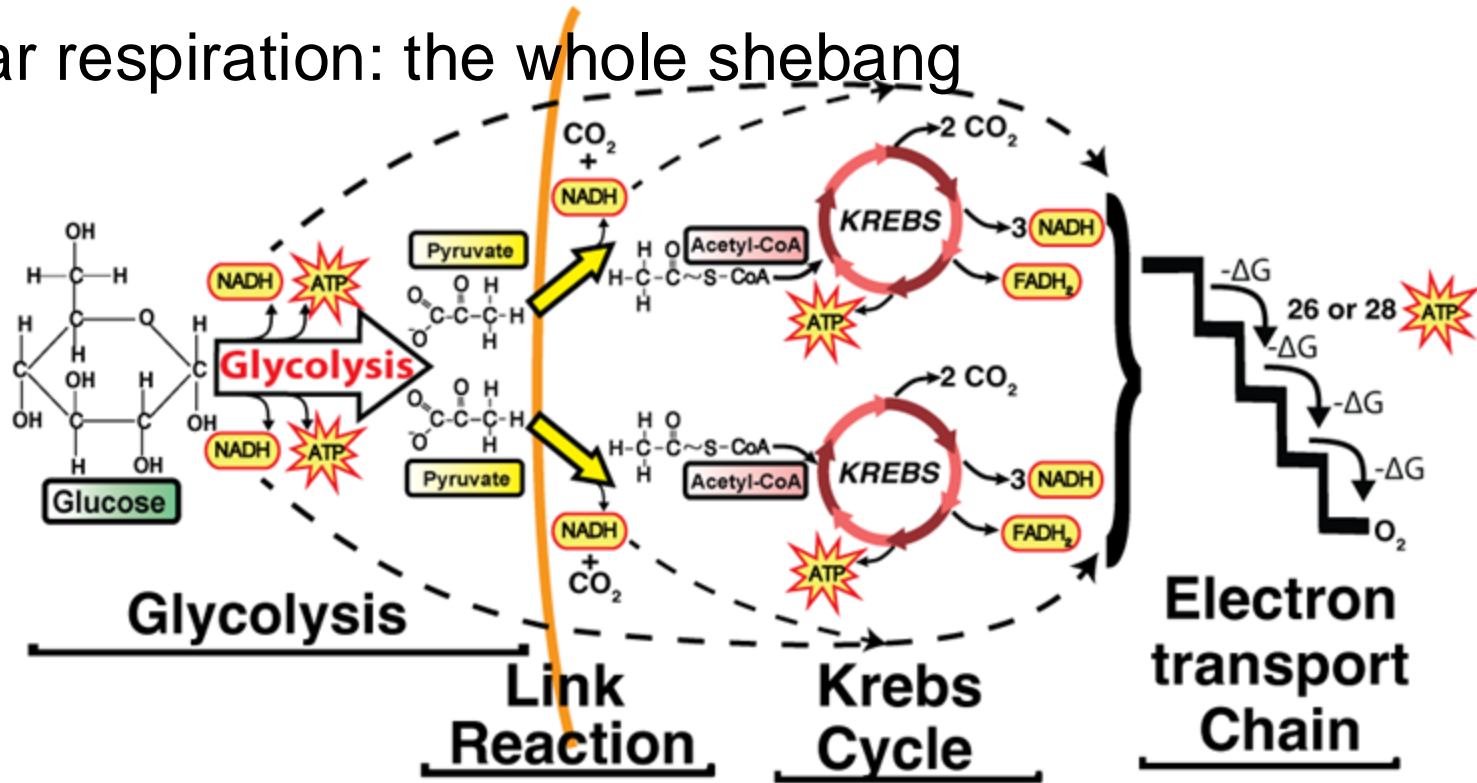 ar respiration: the whole shebang
CO2
+
NADH
2 CO2
OH
H C H
NADH
ATP
Pyruvate
H O
H-C-C~S-CoA
H
Acetyl-CoA
KREBS
3 NADH
FADH2
ATP
C O
H H
H
C C
OH H
OH OH
C C
H OH
O O H
C-C-C-H
-O H
Glycolysis
O O H
C-C-C-H
-O H
NADH
ATP
Pyruvate
Glucose
H O
H-C-C~S-CoA
H
Acetyl-CoA
2 CO2
KREBS
3 NADH
FADH2
ATP
NADH
+
CO2
-ΔG
26 or 28 ATP
-ΔG
-ΔG
-ΔG
O2
Glycolysis
Link
Reaction
Krebs
Cycle
Electron
transport
Chain